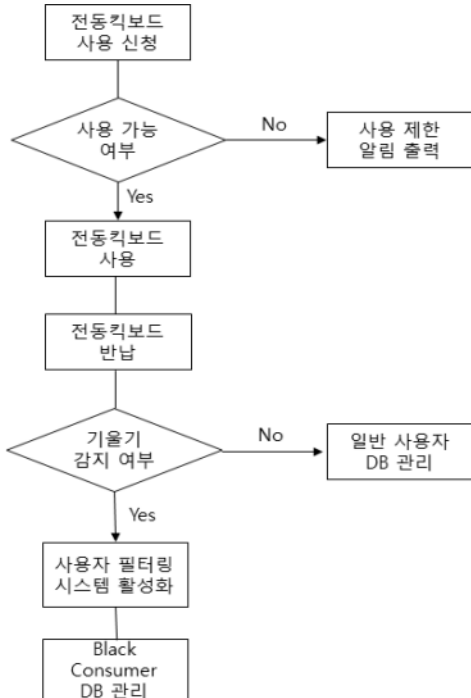 전동킥보드
사용 신청
사용 가능
여부
No
사용 제한
알림 출력
Yes
전동킥보드
사용
전동킥보드
반납
기울기
감지 여부
No
일반 사용자
DB 관리
Yes
사용자 필터링
시스템 활성화
Black
Consumer
DB 관리